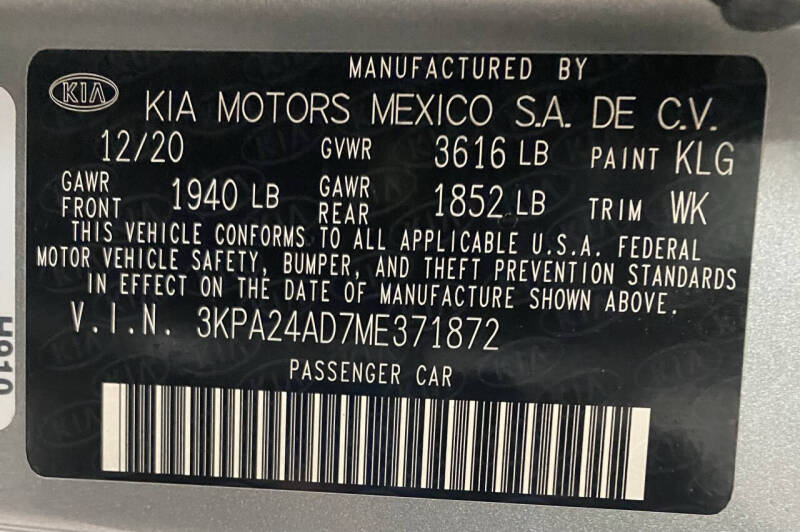 MANUFACTURED BY
KIA
KIA MOTORS MEXICO S.A. DE C.V.
12/20 GVWR 3616 LB PAINT KLG
GAWR FRONT 1940 LB GAWR REAR 1852 LB TRIM WK
THIS VEHICLE CONFORMS TO ALL APPLICABLE U.S.A. FEDERAL
MOTOR VEHICLE SAFETY, BUMPER, AND THEFT PREVENTION STANDARDS
IN EFFECT ON THE DATE OF MANUFACTURE SHOWN ABOVE.
V.I.N. 3KPA24AD7ME371872
PASSENGER CAR